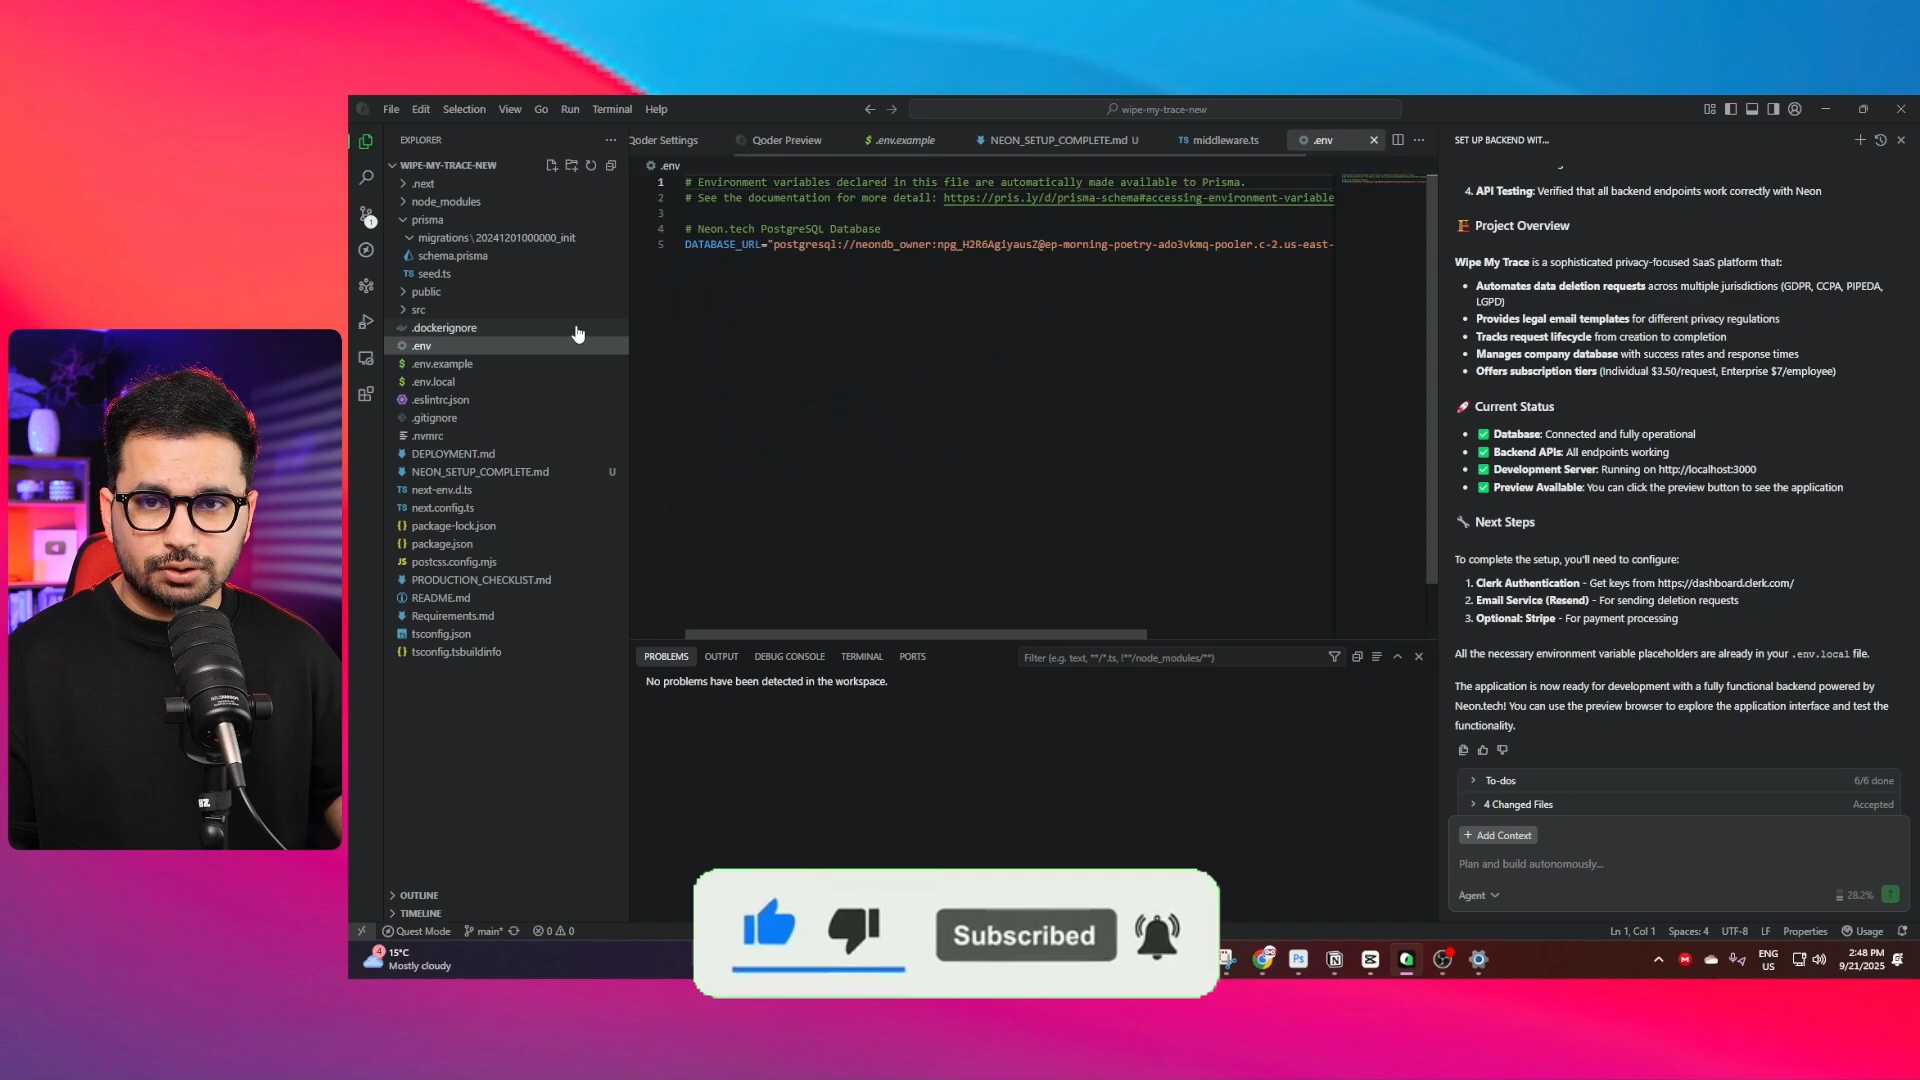 File Edit Selection View Go Run Terminal Help
wipe-my-trace-new
EXPLORER
WIPE-MY-TRACE-NEW
.next
node_modules
prisma
migrations\20241201000000_init
schema.prisma
TS seed.ts
public
src
.dockerignore
.env
$ .env.example
$ .env.local
.eslintrc.json
.gitignore
.nvmrc
DEPLOYMENT.md
NEON_SETUP_COMPLETE.md U
TS next-env.d.ts
TS next.config.ts
{} package-lock.json
{} package.json
JS postcss.config.mjs
PRODUCTION_CHECKLIST.md
README.md
Requirements.md
tsconfig.json
{} tsconfig.tsbuildinfo
OUTLINE
TIMELINE
Qoder Settings Qoder Preview $ .env.example NEON_SETUP_COMPLETE.md U TS middleware.ts .env
.env
1 # Environment variables declared in this file are automatically made available to Prisma.
2 # See the documentation for more detail: https://pris.ly/d/prisma-schema#accessing-environment-variable
3
4 # Neon.tech PostgreSQL Database
5 DATABASE_URL="postgresql://neondb_owner:npg_H2R6AgiyausZ@ep-morning-poetry-ado3vkmq-pooler.c-2.us-east-
PROBLEMS OUTPUT DEBUG CONSOLE TERMINAL PORTS
Filter (e.g. text, **/*.ts, !**/node_modules/**)
No problems have been detected in the workspace.
SET UP BACKEND WIT...
4. API Testing: Verified that all backend endpoints work correctly with Neon
Project Overview
Wipe My Trace is a sophisticated privacy-focused SaaS platform that:
• Automates data deletion requests across multiple jurisdictions (GDPR, CCPA, PIPEDA,
LGPD)
• Provides legal email templates for different privacy regulations
• Tracks request lifecycle from creation to completion
• Manages company database with success rates and response times
• Offers subscription tiers (Individual $3.50/request, Enterprise $7/employee)
Current Status
• Database: Connected and fully operational
• Backend APIs: All endpoints working
• Development Server: Running on http://localhost:3000
• Preview Available: You can click the preview button to see the application
Next Steps
To complete the setup, you'll need to configure:
1. Clerk Authentication - Get keys from https://dashboard.clerk.com/
2. Email Service (Resend) - For sending deletion requests
3. Optional: Stripe - For payment processing
All the necessary environment variable placeholders are already in your .env.local file.
The application is now ready for development with a fully functional backend powered by
Neon.tech! You can use the preview browser to explore the application interface and test the
functionality.
To-dos 6/6 done
4 Changed Files Accepted
+ Add Context
Plan and build autonomously...
Agent 28.2%
Quest Mode main* 0 0
Ln 1, Col 1 Spaces: 4 UTF-8 LF Properties Usage
4
15°C
Mostly cloudy
Subscribed
Ps
ENG
US
2:48 PM
9/21/2025